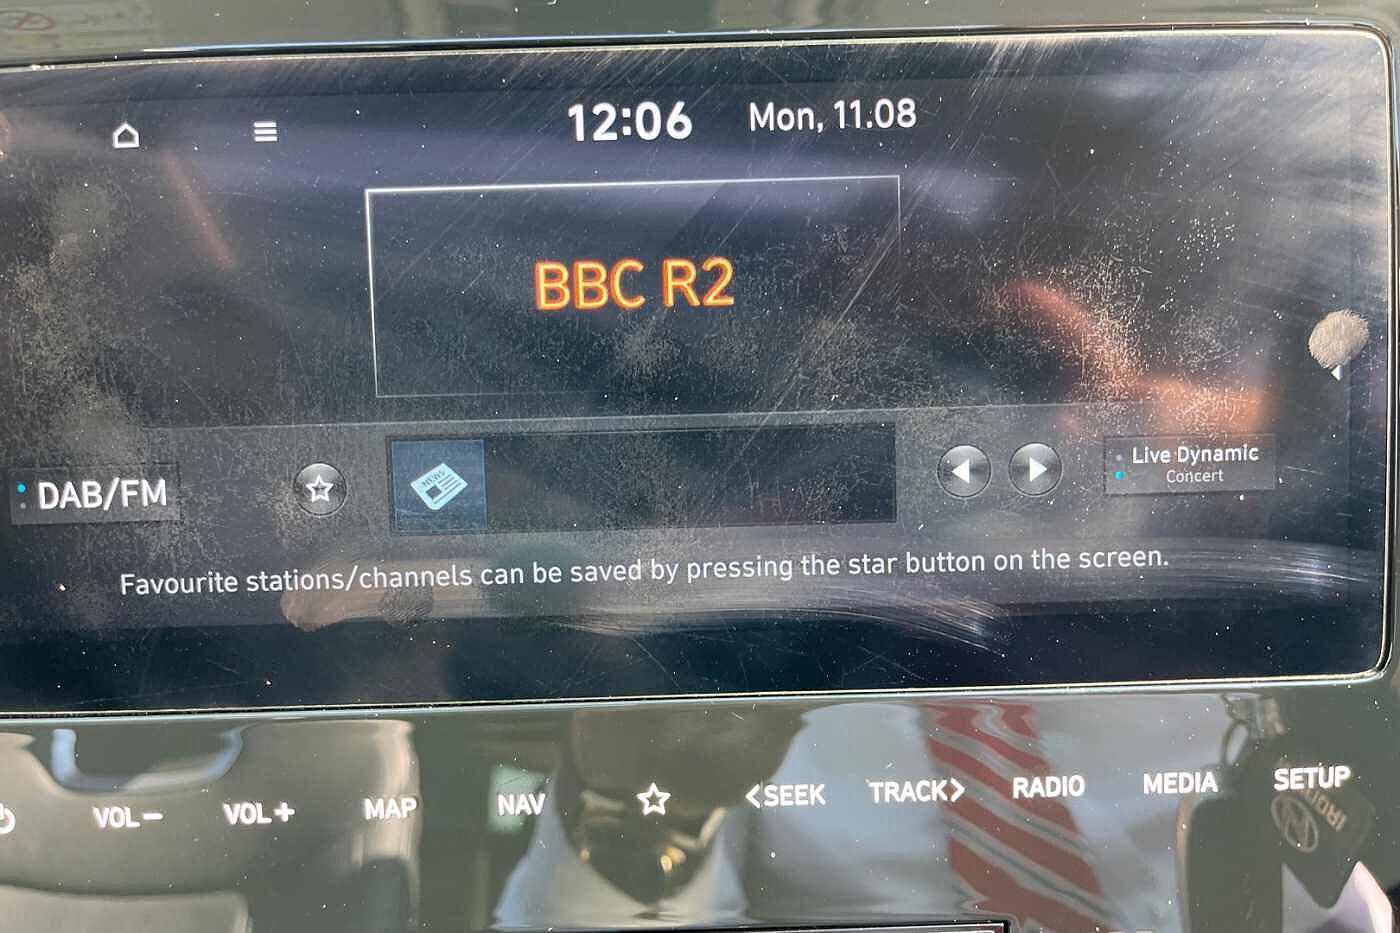 12:06 Mon, 11.08
BBC R2
DAB/FM
NEWS
Live Dynamic
Concert
Favourite stations/channels can be saved by pressing the star button on the screen.
VOL− VOL+ MAP NAV <SEEK TRACK> RADIO MEDIA SETUP